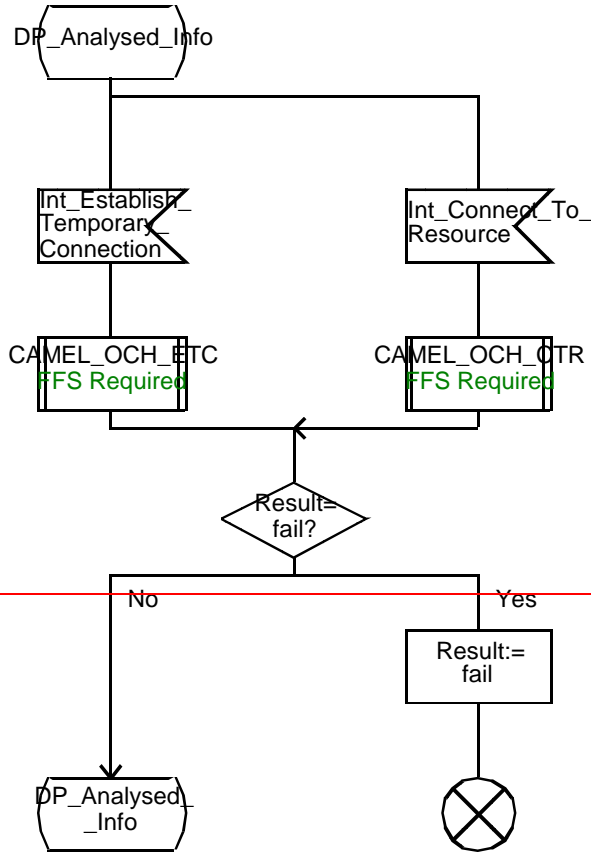 DP_Analysed_Info
Int_Establish_
Temporary_
Connection
Int_Connect_To_
Resource
CAMEL_OCH_ETC
FFS Required
CAMEL_OCH_CTR
FFS Required
Result=
fail?
No
Yes
Result:=
fail
DP_Analysed_
_Info